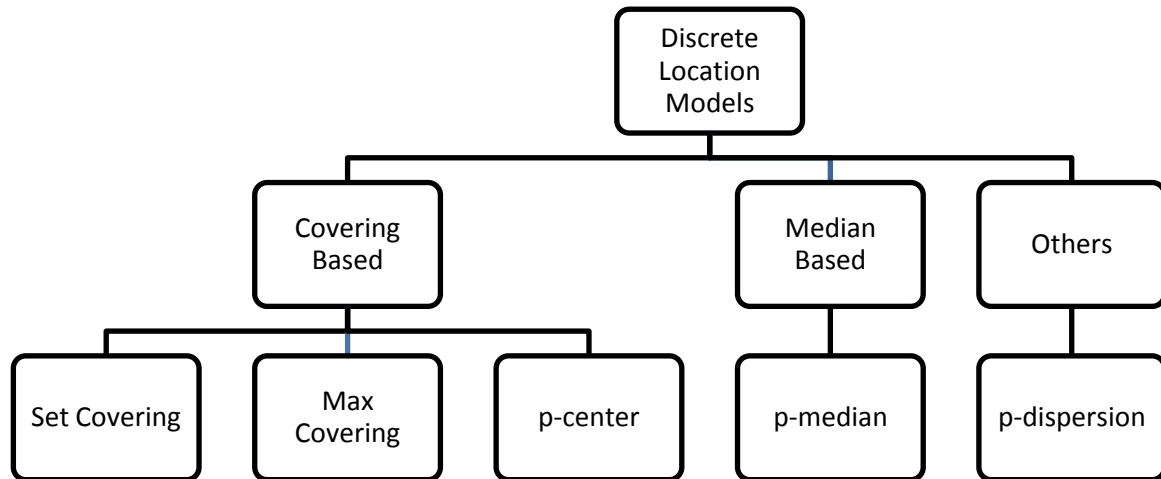 Discrete
Location
Models
Covering
Based
Median
Based
Others
Set Covering
Max
Covering
p-center
p-median
p-dispersion